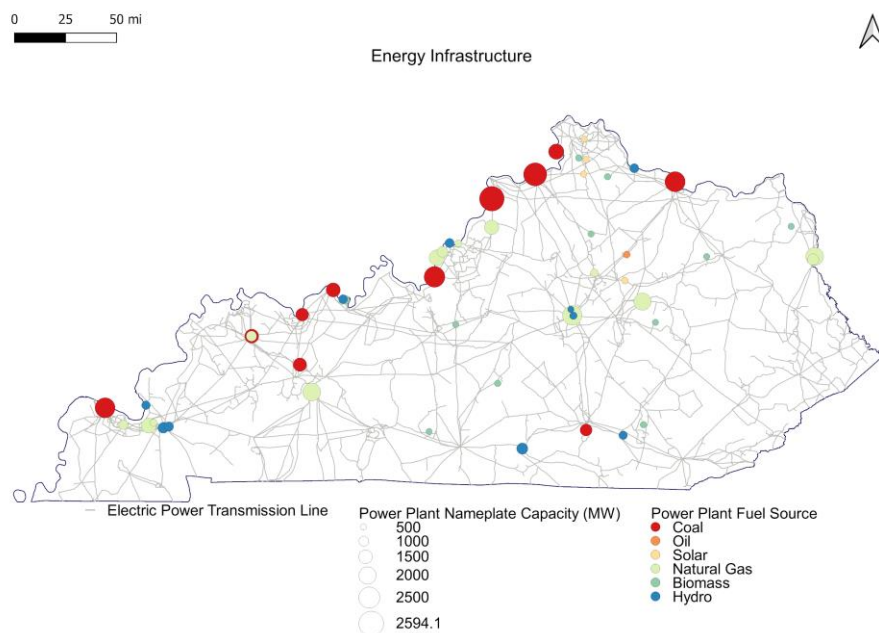 0 25 50 mi
Energy Infrastructure
Electric Power Transmission Line
Power Plant Nameplate Capacity (MW)
500
1000
1500
2000
2500
2594.1
Power Plant Fuel Source
Coal
Oil
Solar
Natural Gas
Biomass
Hydro